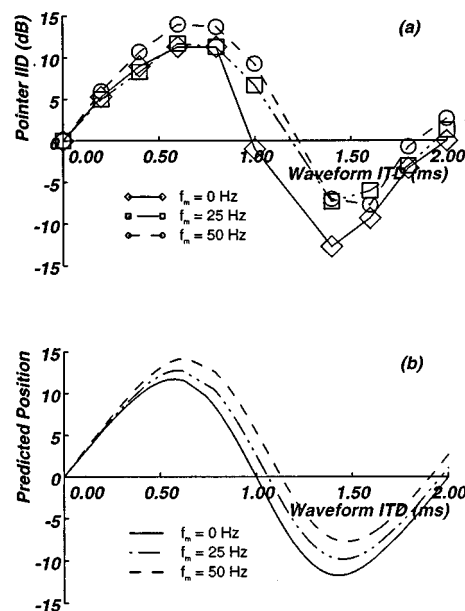 Pointer IID (dB)
(a)
15
10
5
0
-5
-10
-15
0.00
0.50
1.00
1.50
2.00
Waveform ITD (ms)
f_m = 0 Hz
f_m = 25 Hz
f_m = 50 Hz
Predicted Position
(b)
15
10
5
0
-5
-10
-15
0.00
0.50
1.00
1.50
2.00
Waveform ITD (ms)
f_m = 0 Hz
f_m = 25 Hz
f_m = 50 Hz